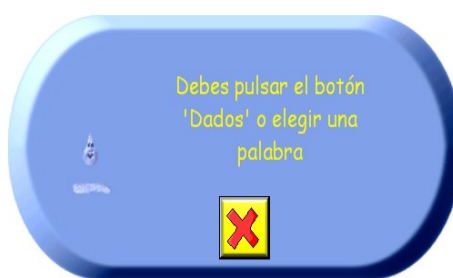 Debes pulsar el botón
'Dados' o elegir una
palabra